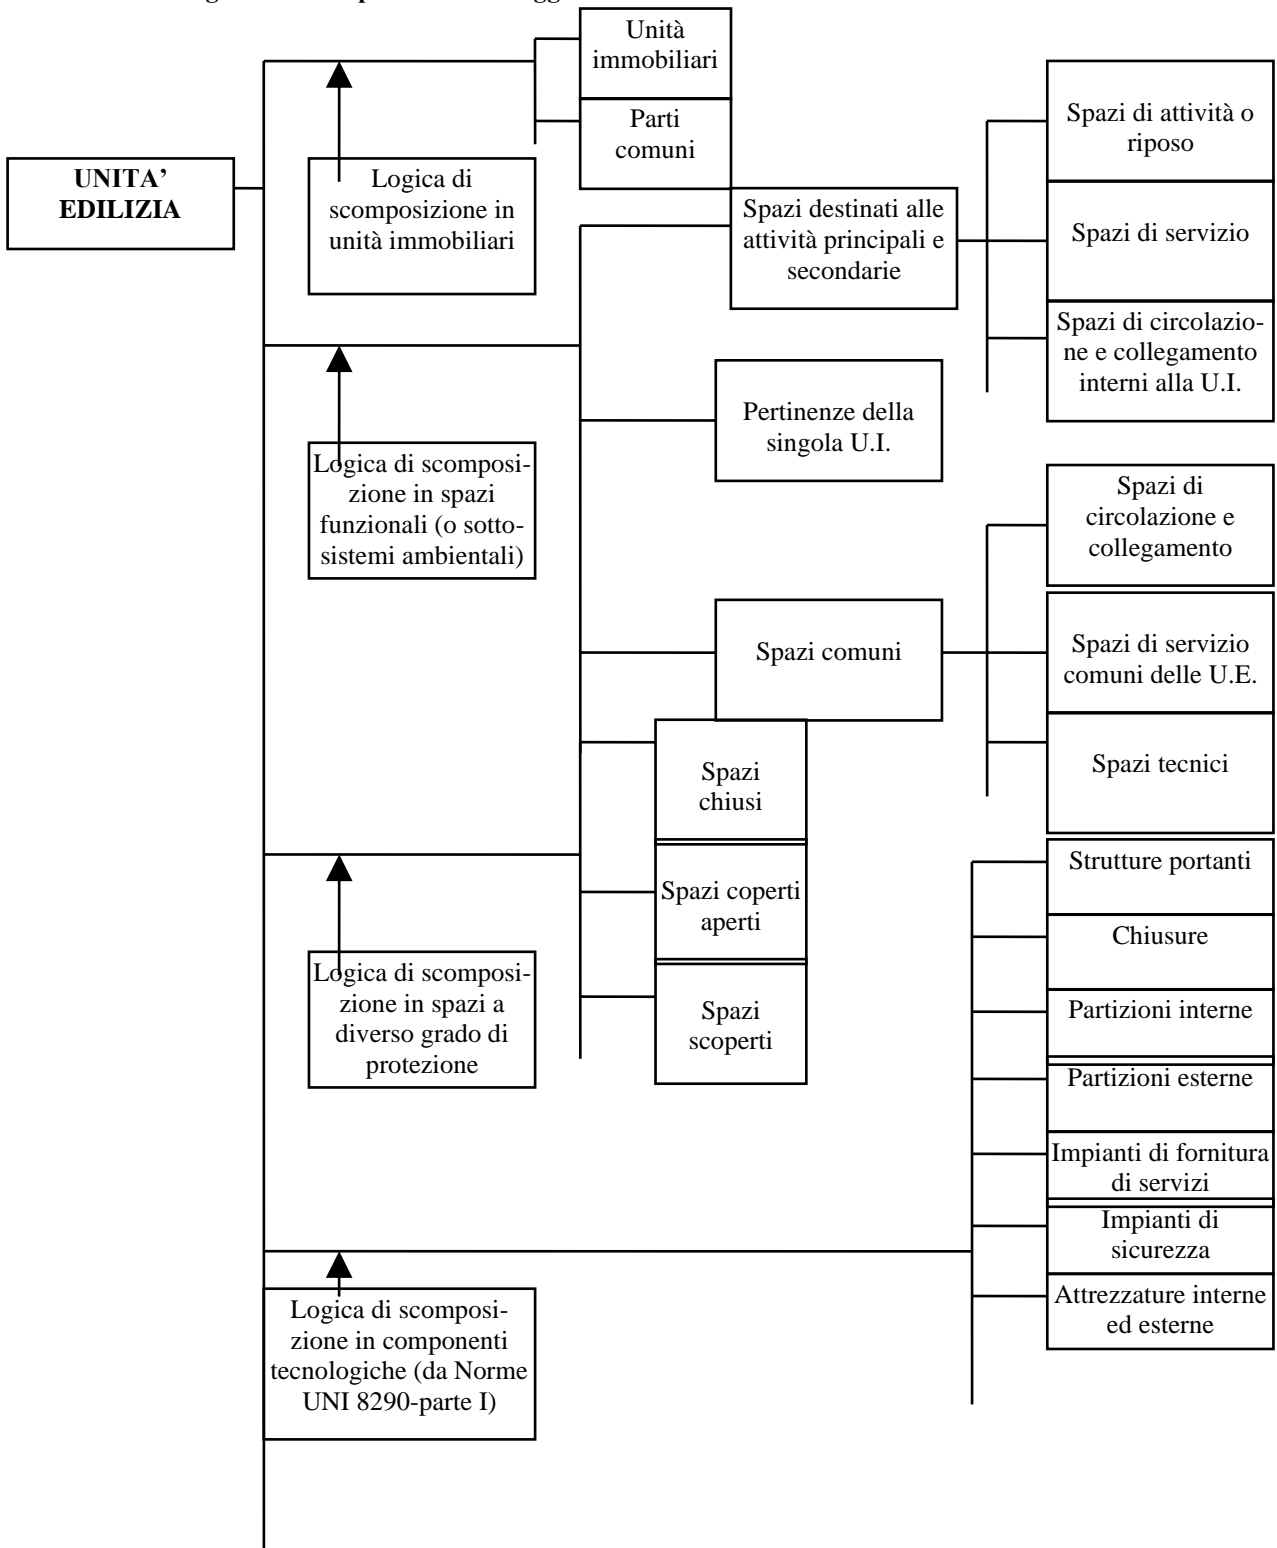 Unità
immobiliari
Parti
comuni
UNITA’
EDILIZIA
Logica di
scomposizione in
unità immobiliari
Spazi destinati alle
attività principali e
secondarie
Spazi di attività o
riposo
Spazi di servizio
Spazi di circolazio-
ne e collegamento
interni alla U.I.
Pertinenze della
singola U.I.
Logica di scomposi-
zione in spazi
funzionali (o sotto-
sistemi ambientali)
Spazi di
circolazione e
collegamento
Spazi comuni
Spazi di servizio
comuni delle U.E.
Spazi tecnici
Spazi
chiusi
Spazi coperti
aperti
Spazi
scoperti
Logica di scomposi-
zione in spazi a
diverso grado di
protezione
Strutture portanti
Chiusure
Partizioni interne
Partizioni esterne
Impianti di fornitura
di servizi
Impianti di
sicurezza
Attrezzature interne
ed esterne
Logica di scomposi-
zione in componenti
tecnologiche (da Norme
UNI 8290-parte I)